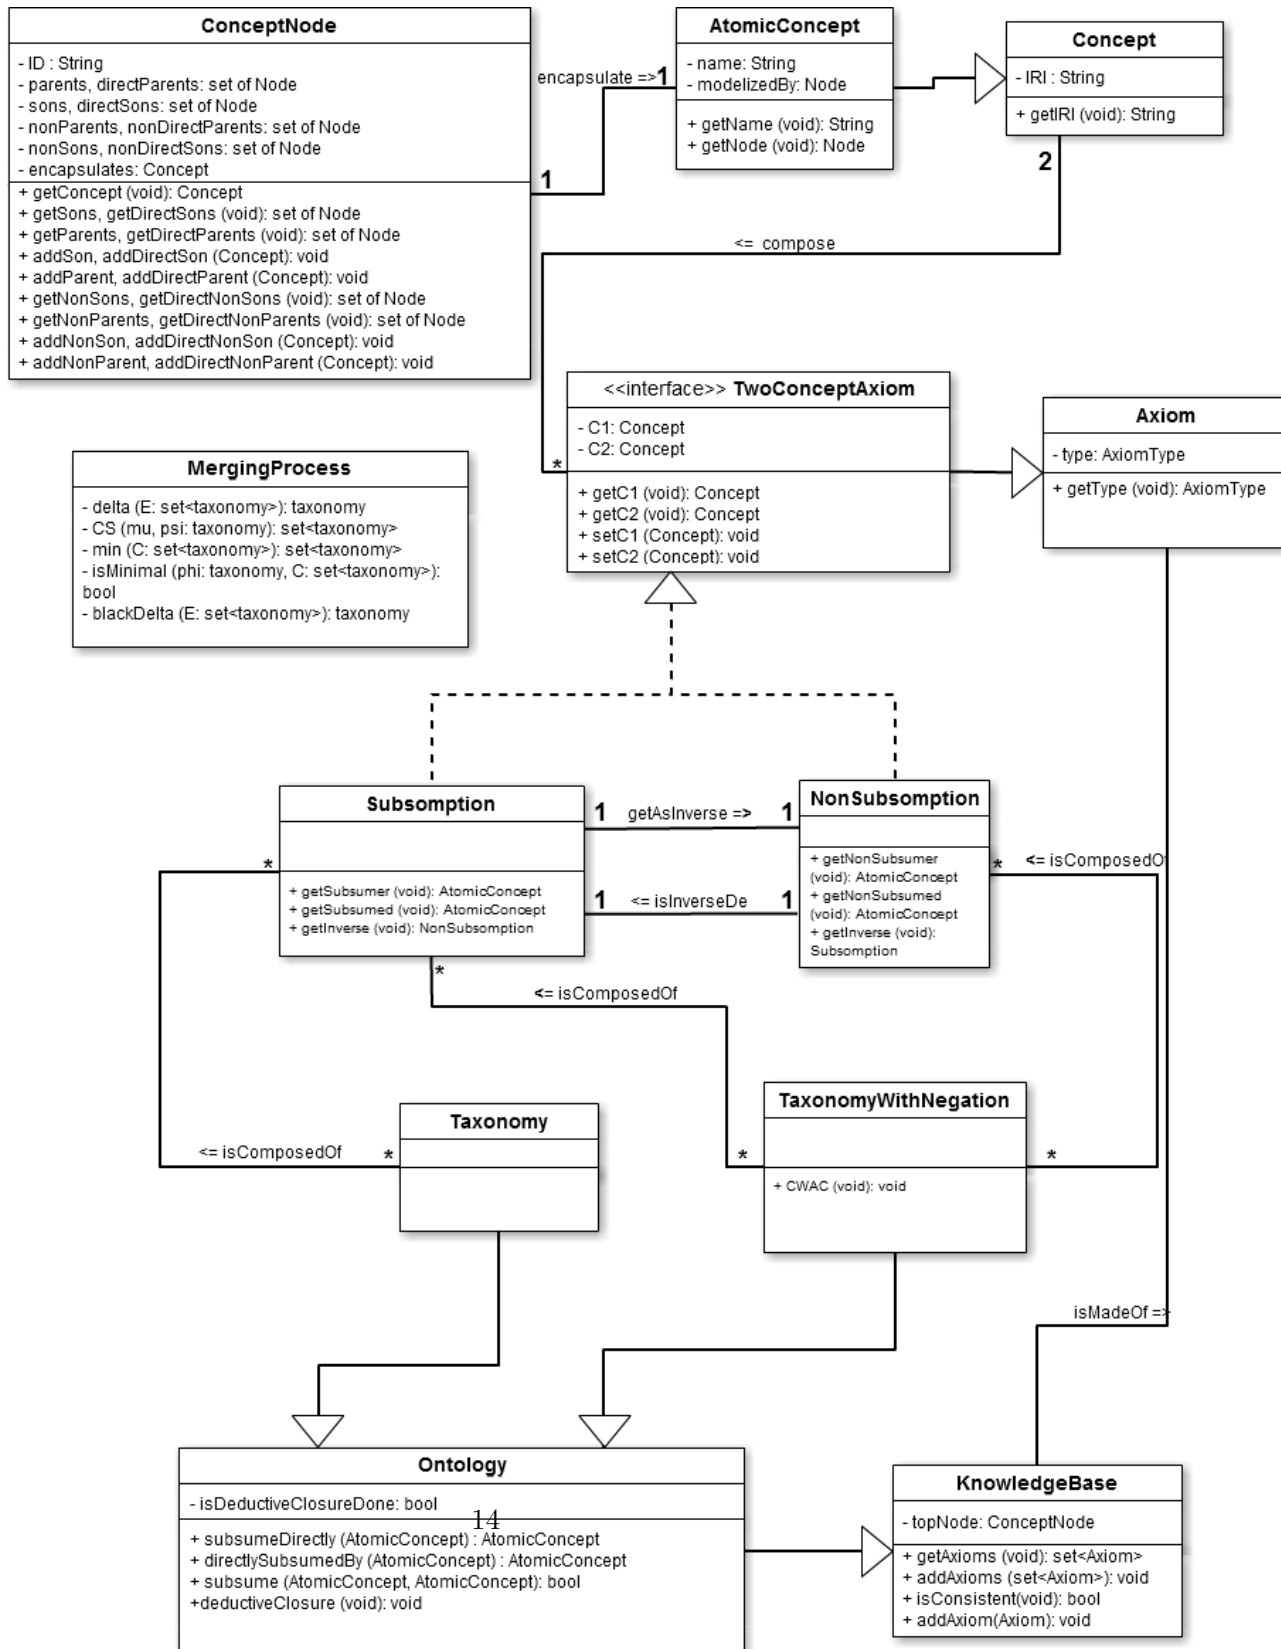 ConceptNode
- ID : String
- parents, directParents: set of Node
- sons, directSons: set of Node
- nonParents, nonDirectParents: set of Node
- nonSons, nonDirectSons: set of Node
- encapsulates: Concept
+ getConcept (void): Concept
+ getSons, getDirectSons (void): set of Node
+ getParents, getDirectParents (void): set of Node
+ addSon, addDirectSon (Concept): void
+ addParent, addDirectParent (Concept): void
+ getNonSons, getDirectNonSons (void): set of Node
+ getNonParents, getDirectNonParents (void): set of Node
+ addNonSon, addDirectNonSon (Concept): void
+ addNonParent, addDirectNonParent (Concept): void
encapsulate =>
1
1
AtomicConcept
- name: String
- modelizedBy: Node
+ getName (void): String
+ getNode (void): Node
Concept
- IRI : String
+ getIRI (void): String
2
<= compose
*
<<interface>> TwoConceptAxiom
- C1: Concept
- C2: Concept
+ getC1 (void): Concept
+ getC2 (void): Concept
+ setC1 (Concept): void
+ setC2 (Concept): void
Axiom
- type: AxiomType
+ getType (void): AxiomType
MergingProcess
- delta (E: set<taxonomy>): taxonomy
- CS (mu, psi: taxonomy): set<taxonomy>
- min (C: set<taxonomy>): set<taxonomy>
- isMinimal (phi: taxonomy, C: set<taxonomy>):
bool
- blackDelta (E: set<taxonomy>): taxonomy
Subsomption
+ getSubsumer (void): AtomicConcept
+ getSubsumed (void): AtomicConcept
+ getInverse (void): NonSubsomption
1 getAsInverse => 1
1 <= isInverseDe 1
NonSubsomption
+ getNonSubsumer
(void): AtomicConcept
+ getNonSubsumed
(void): AtomicConcept
+ getInverse (void):
Subsomption
* <= isComposedOf
*
*
<= isComposedOf
Taxonomy
<= isComposedOf *
TaxonomyWithNegation
+ CWAC (void): void
*
*
isMadeOf =>
Ontology
- isDeductiveClosureDone: bool
14
+ subsumeDirectly (AtomicConcept) : AtomicConcept
+ directlySubsumedBy (AtomicConcept) : AtomicConcept
+ subsume (AtomicConcept, AtomicConcept): bool
+deductiveClosure (void): void
KnowledgeBase
- topNode: ConceptNode
+ getAxioms (void): set<Axiom>
+ addAxioms (set<Axiom>): void
+ isConsistent(void): bool
+ addAxiom(Axiom): void